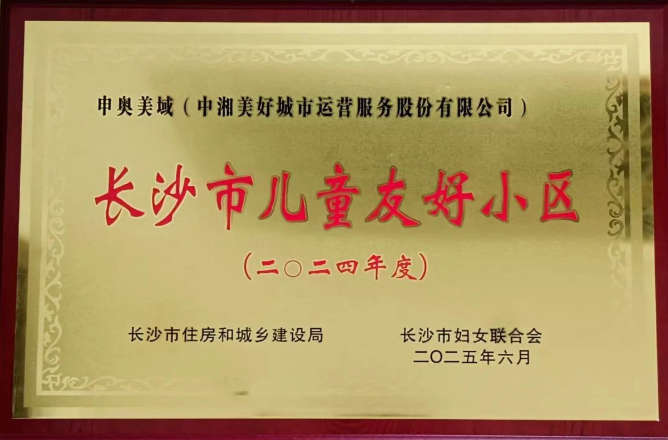 申奥美域（中湘美好城市运营服务股份有限公司）
长沙市儿童友好小区
（二〇二四年度）
长沙市住房和城乡建设局 长沙市妇女联合会
二〇二五年六月